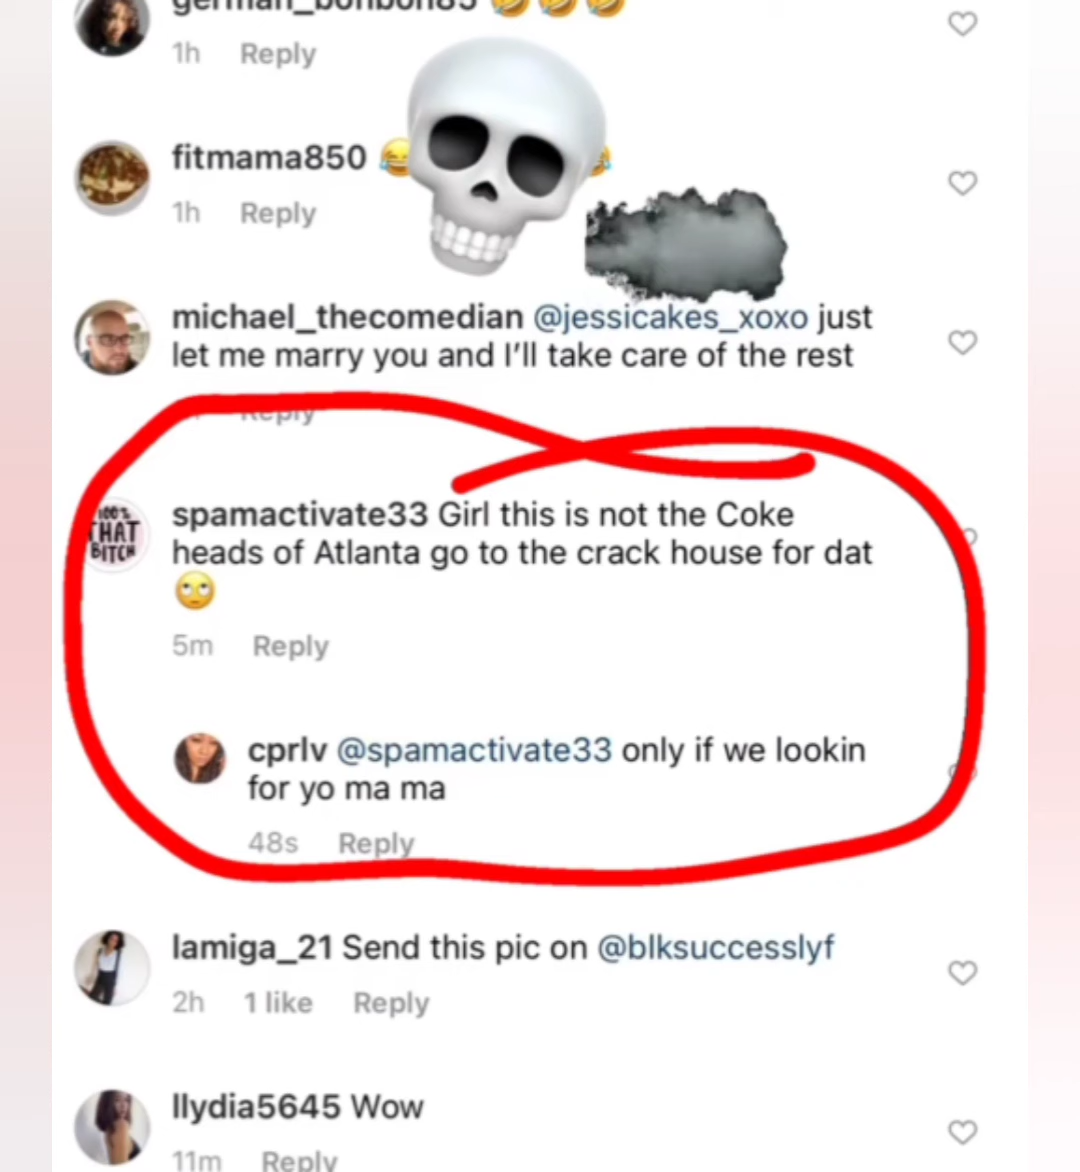 german_bonbon85 🤣🤣🤣
1h Reply
fitmama850 😂
1h Reply
michael_thecomedian @jessicakes_xoxo just
let me marry you and I'll take care of the rest
Reply
100%
THAT
BITCH
spamactivate33 Girl this is not the Coke
heads of Atlanta go to the crack house for dat
🙄
5m Reply
cprlv @spamactivate33 only if we lookin
for yo ma ma
48s Reply
lamiga_21 Send this pic on @blksuccesslyf
2h 1 like Reply
llydia5645 Wow
11m Reply